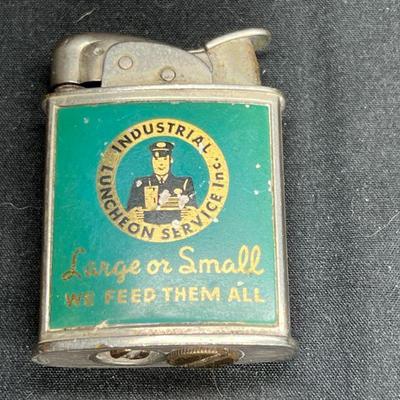 INDUSTRIAL
LUNCHEON SERVICE Inc.
Large or Small
WE FEED THEM ALL